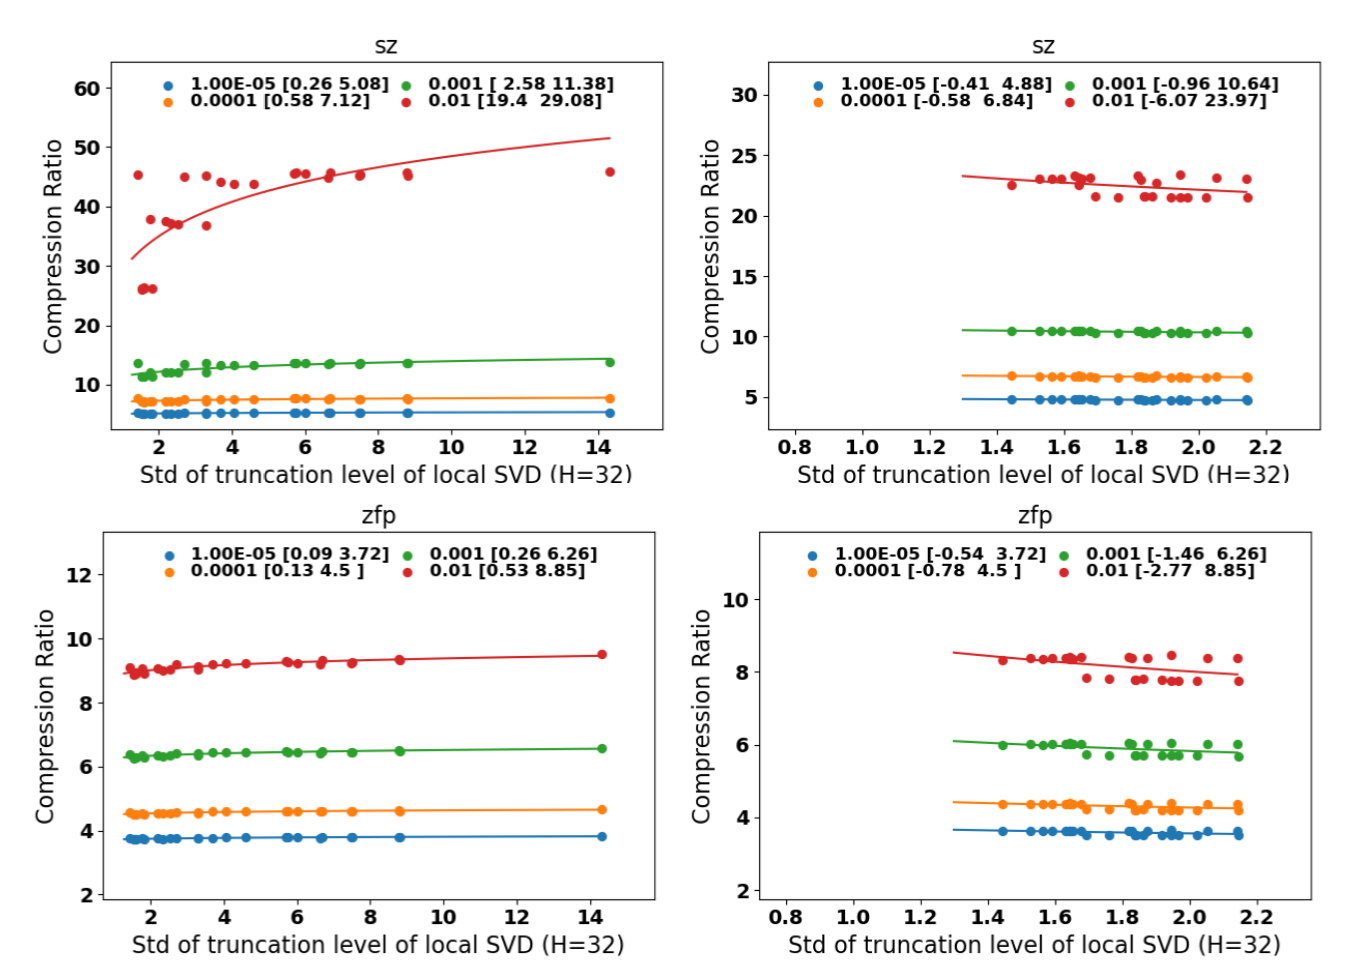 sz
1.00E-05 [0.26 5.08] 0.001 [ 2.58 11.38]
0.0001 [0.58 7.12] 0.01 [19.4  29.08]
60
50
40
30
20
10
Compression Ratio
2 4 6 8 10 12 14
Std of truncation level of local SVD (H=32)
sz
1.00E-05 [-0.41  4.88] 0.001 [-0.96 10.64]
0.0001 [-0.58  6.84] 0.01 [-6.07 23.97]
30
25
20
15
10
5
Compression Ratio
0.8 1.0 1.2 1.4 1.6 1.8 2.0 2.2
Std of truncation level of local SVD (H=32)
zfp
1.00E-05 [0.09 3.72] 0.001 [0.26 6.26]
0.0001 [0.13 4.5 ] 0.01 [0.53 8.85]
12
10
8
6
4
2
Compression Ratio
2 4 6 8 10 12 14
Std of truncation level of local SVD (H=32)
zfp
1.00E-05 [-0.54  3.72] 0.001 [-1.46  6.26]
0.0001 [-0.78  4.5 ] 0.01 [-2.77  8.85]
10
8
6
4
2
Compression Ratio
0.8 1.0 1.2 1.4 1.6 1.8 2.0 2.2
Std of truncation level of local SVD (H=32)